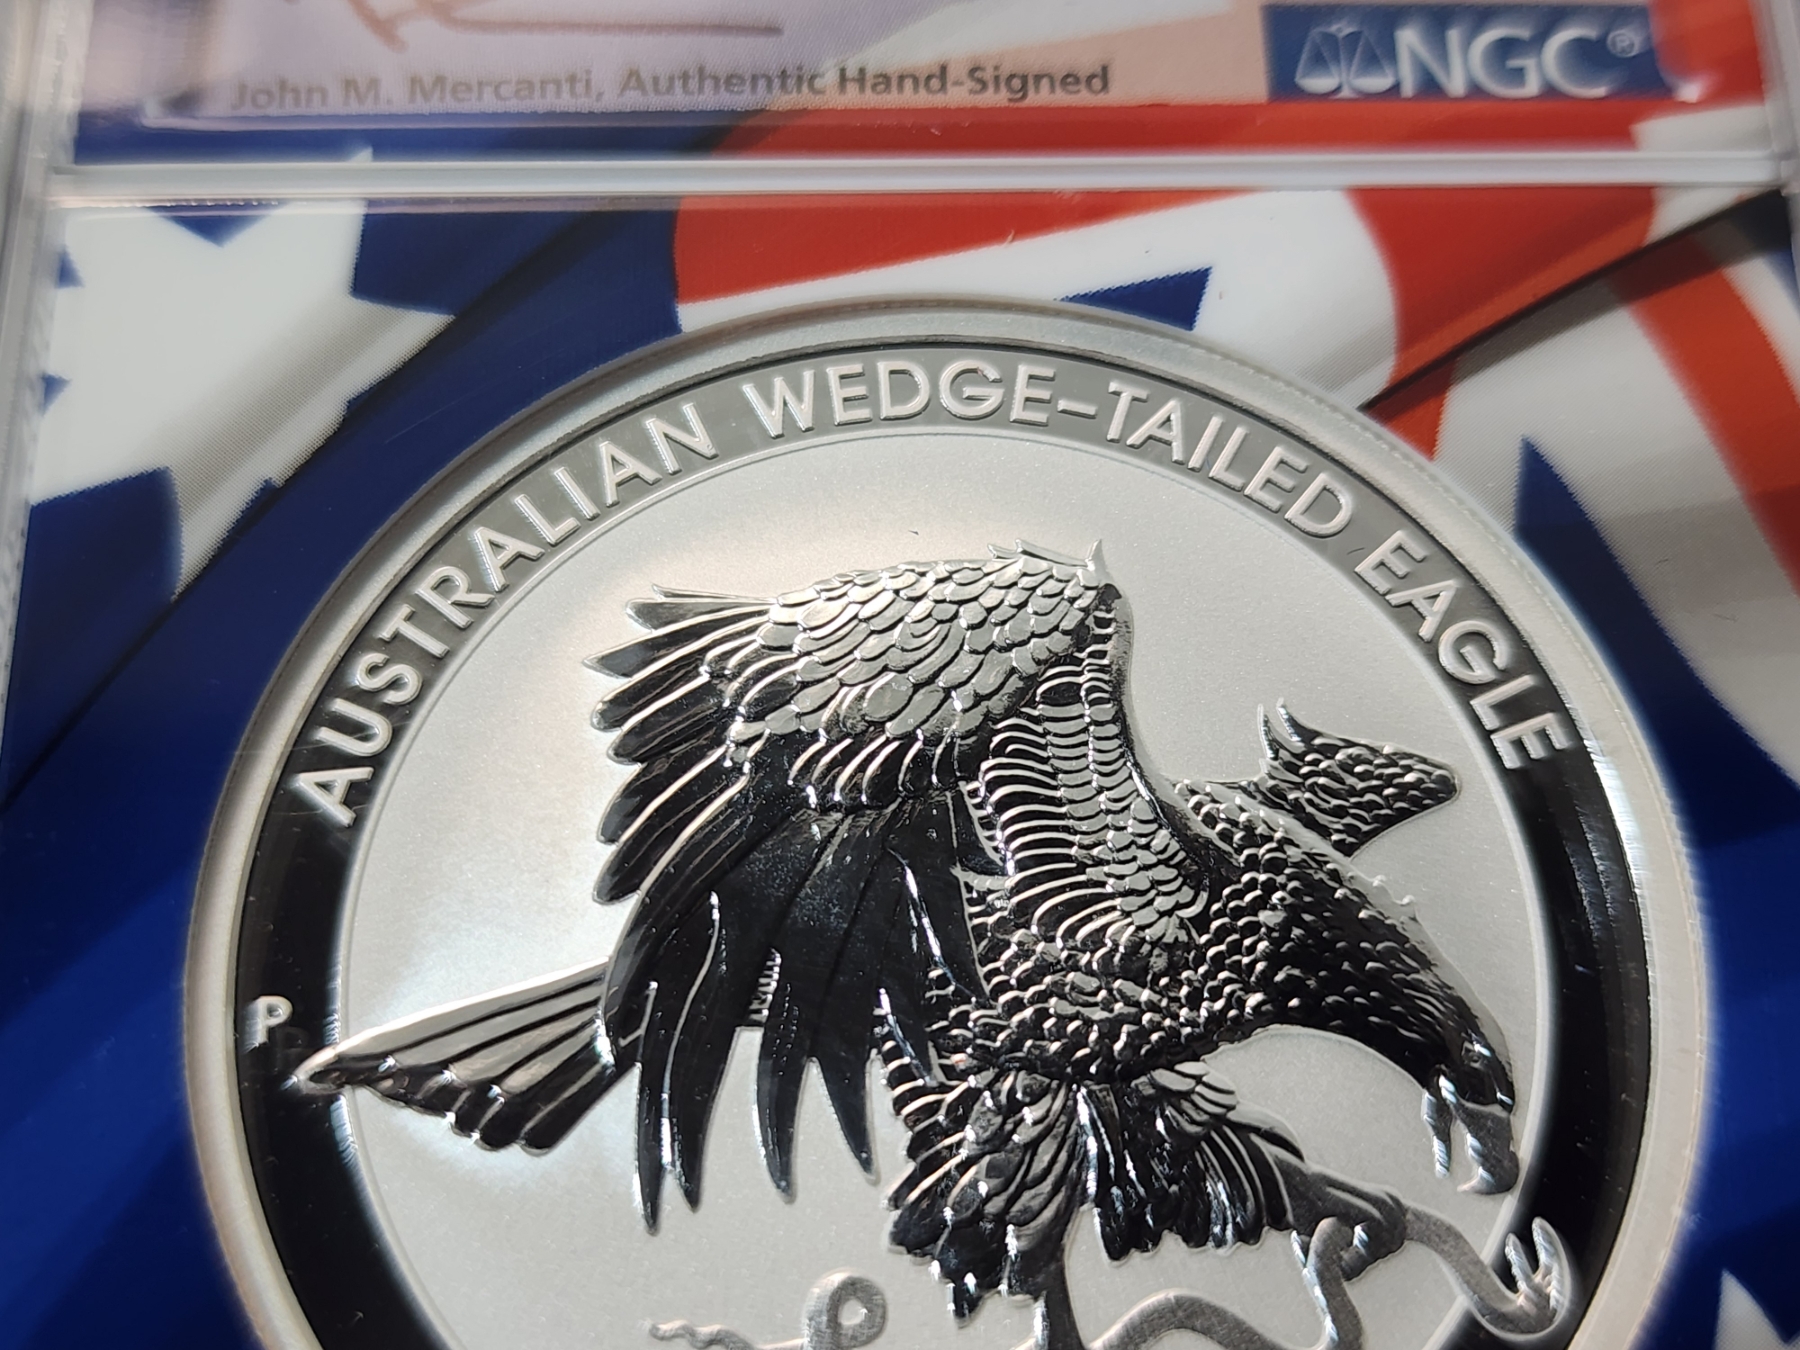 John M. Mercanti, Authentic Hand-Signed
NGC®
AUSTRALIAN WEDGE-TAILED EAGLE
P